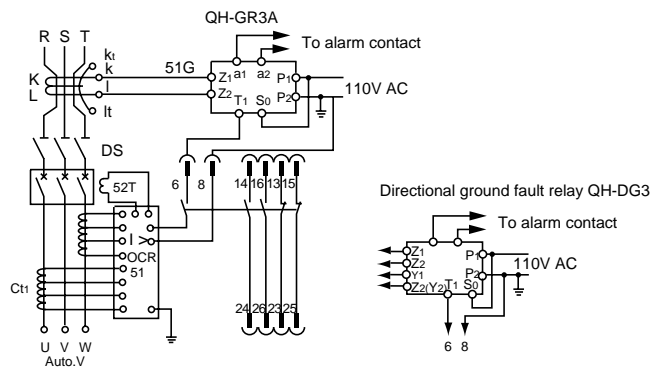 QH-GR3A
R S T
To alarm contact
kt
k
K
L
l
lt
51G
Z1
Z2
a1 a2
P1
P2
T1 S0
110V AC
DS
52T
6 8
14 16 13 15
I >
OCR
51
Ct1
24 26 23 25
U V W
Auto.V
Directional ground fault relay QH-DG3
To alarm contact
Z1
Z2
Y1
Z2(Y2) T1 S0
P1
P2
110V AC
6 8